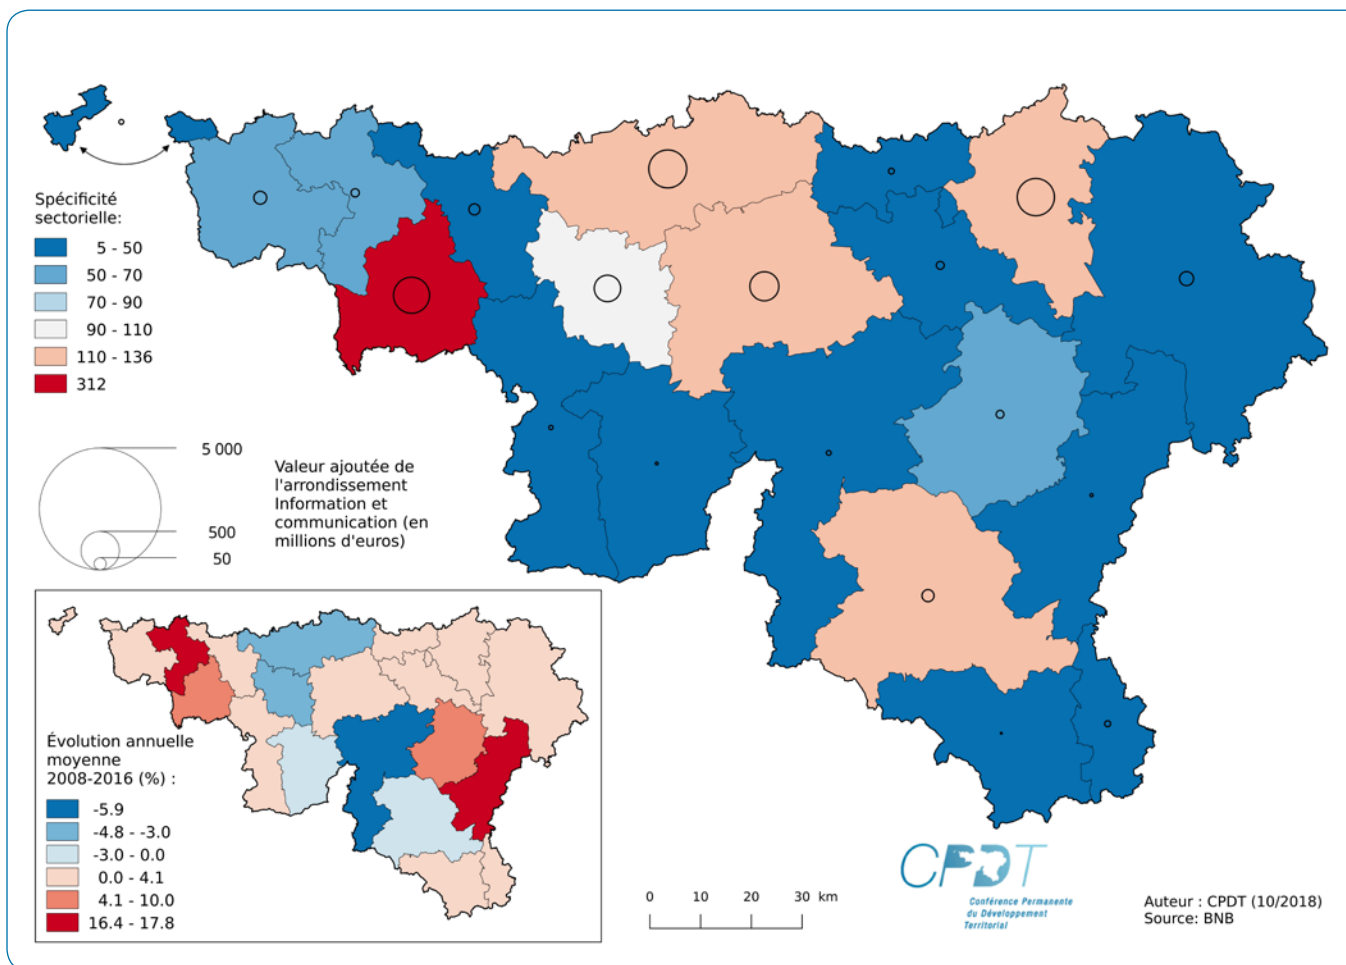 Spécificité
sectorielle:
5 - 50
50 - 70
70 - 90
90 - 110
110 - 136
312
5 000
500
50
Valeur ajoutée de
l'arrondissement
Information et
communication (en
millions d'euros)
Évolution annuelle
moyenne
2008-2016 (%) :
-5.9
-4.8 - -3.0
-3.0 - 0.0
0.0 - 4.1
4.1 - 10.0
16.4 - 17.8
0 10 20 30 km
CPDT
Conférence Permanente
du Développement
Territorial
Auteur : CPDT (10/2018)
Source: BNB